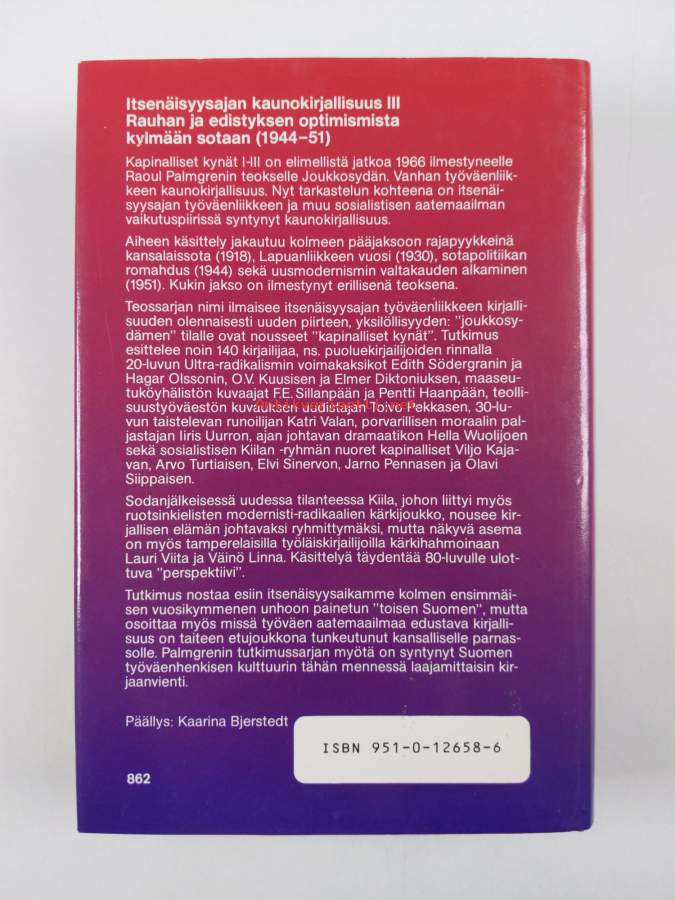 Itsenäisyysajan kaunokirjallisuus III
Rauhan ja edistyksen optimismista
kylmään sotaan (1944–51)
Kapinalliset kynät I-III on elimellistä jatkoa 1966 ilmestyneelle
Raoul Palmgrenin teokselle Joukkosydän. Vanhan työväenliik-
keen kaunokirjallisuus. Nyt tarkastelun kohteena on itsenäi-
syysajan työväenliikkeen ja muu sosialistisen aatemaailman
vaikutuspiirissä syntynyt kaunokirjallisuus.
Aiheen käsittely jakautuu kolmeen pääjaksoon rajapyykkeinä
kansalaissota (1918), Lapuanliikkeen vuosi (1930), sotapolitiikan
romahdus (1944) sekä uusmodernismin valtakauden alkaminen
(1951). Kukin jakso on ilmestynyt erillisenä teoksena.
Teossarjan nimi ilmaisee itsenäisyysajan työväenliikkeen kirjalli-
suuden olennaisesti uuden piirteen, yksilöllisyyden: "joukkosy-
dämen" tilalle ovat nousseet "kapinalliset kynät". Tutkimus
esittelee noin 140 kirjailijaa, ns. puoluekirjailijoiden rinnalla
20-luvun Ultra-radikalismin voimakaksikot Edith Södergranin ja
Hagar Olssonin, O.V. Kuusisen ja Elmer Diktoniuksen, maaseu-
tuköyhälistön kuvaajat F.E. Sillanpään ja Pentti Haanpään, teolli-
suustyöväestön kuvauksen uudistajat Toivo Pekkasen, 30-lu-
vun taistelevan runoilijan Katri Valan, porvarillisen moraalin pal-
jastajan Iiris Uurron, ajan johtavan dramaatikon Hella Wuolijoen
sekä sosialistisen Kiilan -ryhmän nuoret kapinalliset Viljo Kaja-
van, Arvo Turtiaisen, Elvi Sinervon, Jarno Pennasen ja Olavi
Siippaisen.
Sodanjälkeisessä uudessa tilanteessa Kiila, johon liittyi myös
ruotsinkielisten modernisti-radikaalien kärkijoukko, nousee kir-
jallisen elämän johtavaksi ryhmittymäksi, mutta näkyvä asema
on myös tamperelaisilla työläiskirjailijoilla kärkihahmoinaan
Lauri Viita ja Väinö Linna. Käsittelyä täydentää 80-luvulle ulot-
tuva "perspektiivi".
Tutkimus nostaa esiin itsenäisyysaikamme kolmen ensimmäi-
sen vuosikymmenen unhoon painetun "toisen Suomen", mutta
osoittaa myös missä työväen aatemaailmaa edustava kirjalli-
suus on taiteen etujoukkona tunkeutunut kansalliselle parnas-
solle. Palmgrenin tutkimussarjan myötä on syntynyt Suomen
työväenhenkisen kulttuurin tähän mennessä laajamittaisin kir-
jaanvienti.
Päällys: Kaarina Bjerstedt
ISBN 951-0-12658-6
862